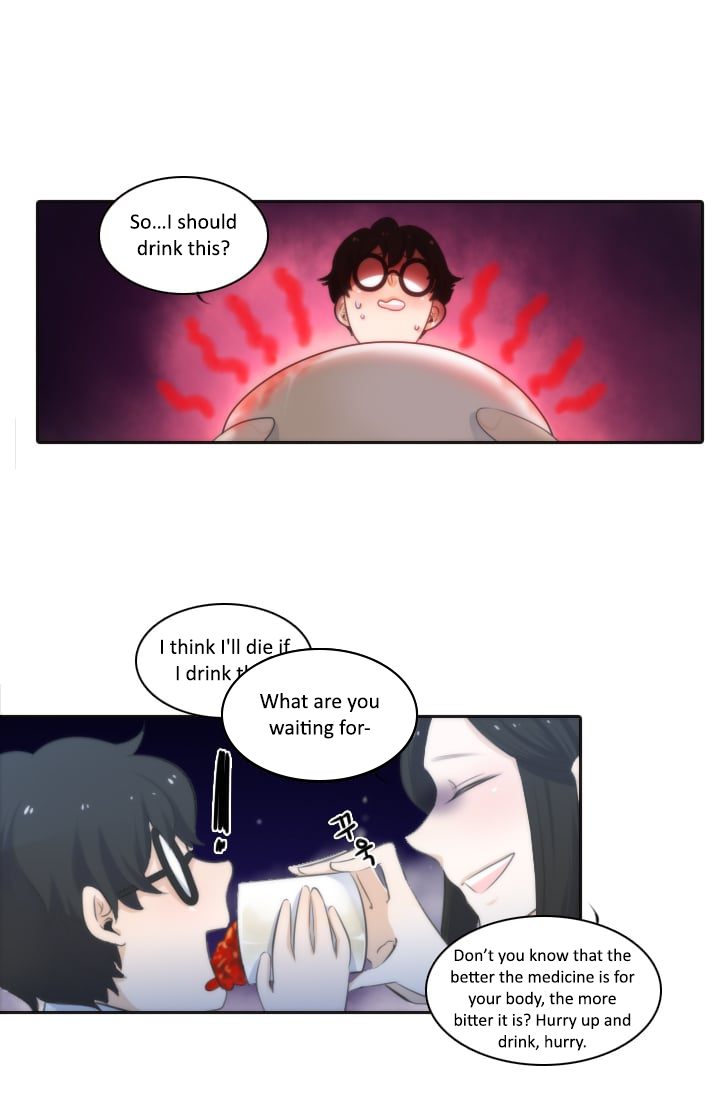 So...I should
drink this?
I think I'll die if
I drink
What are you
waiting for-
꾸욱
Don't you know that the
better the medicine is for
your body, the more
bitter it is? Hurry up and
drink, hurry.